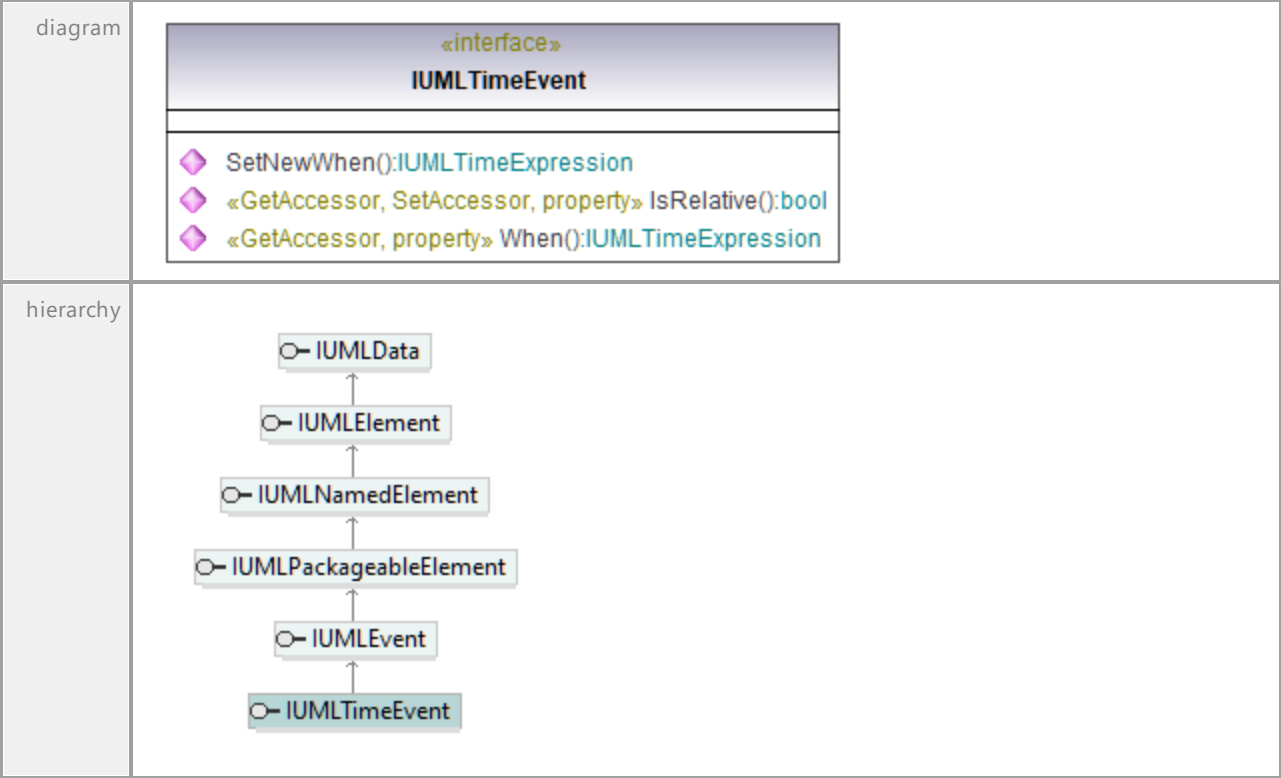 diagram
«interface»
IUMLTimeEvent
SetNewWhen():IUMLTimeExpression
«GetAccessor, SetAccessor, property» IsRelative():bool
«GetAccessor, property» When():IUMLTimeExpression
hierarchy
IUMLData
IUMLElement
IUMLNamedElement
IUMLPackageableElement
IUMLEvent
IUMLTimeEvent